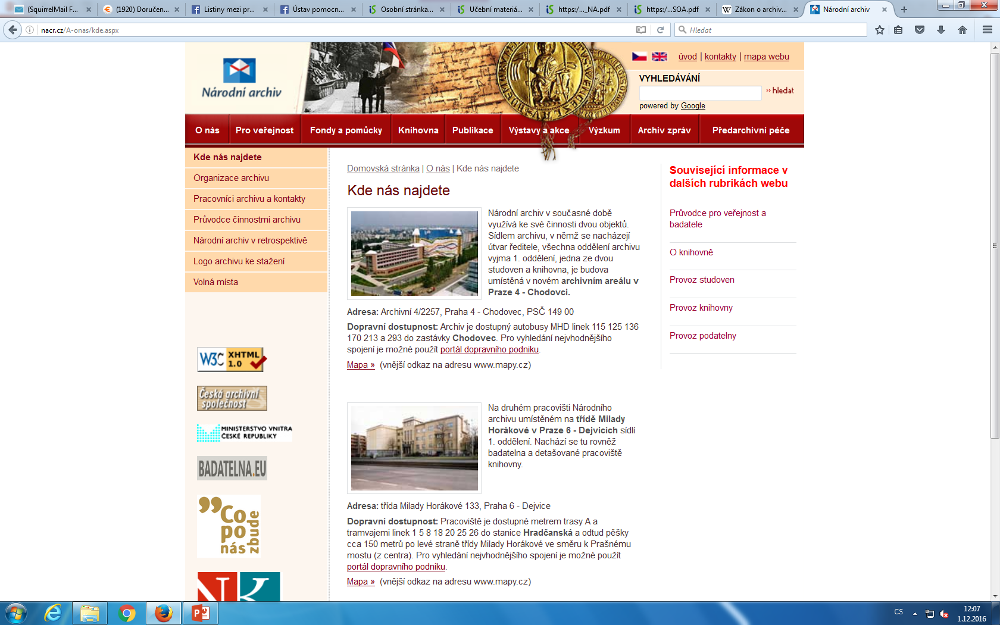 (SquirrelMail F...
(1920) Doručen...
Listiny mezi pr...
Ústav pomocn...
Osobní stránka...
Učební materiá...
https:/..._NA.pdf
https:/...SOA.pdf
Zákon o archiv...
Národní archiv
nacr.cz/A-onas/kde.aspx
Hledat
Národní archiv
úvod | kontakty | mapa webu
VYHLEDÁVÁNÍ
hledat
powered by Google
O nás
Pro veřejnost
Fondy a pomůcky
Knihovna
Publikace
Výstavy a akce
Výzkum
Archiv zpráv
Předarchivní péče
Kde nás najdete
Organizace archivu
Pracovníci archivu a kontakty
Průvodce činnostmi archivu
Národní archiv v retrospektivě
Logo archivu ke stažení
Volná místa
W3C XHTML 1.0
Česká archivní
společnost
MINISTERSTVO VNITRA
ČESKÉ REPUBLIKY
BADATELNA.EU
Co
po
nás
zbude
NK
Domovská stránka | O nás | Kde nás najdete
Kde nás najdete
Národní archiv v současné době
využívá ke své činnosti dvou objektů.
Sídlem archivu, v němž se nacházejí
útvar ředitele, všechna oddělení archivu
vyjma 1. oddělení, jedna ze dvou
studoven a knihovna, je budova
umístěná v novém archivním areálu v
Praze 4 - Chodovci.
Adresa: Archivní 4/2257, Praha 4 - Chodovec, PSČ 149 00
Dopravní dostupnost: Archiv je dostupný autobusy MHD linek 115 125 136
170 213 a 293 do zastávky Chodovec. Pro vyhledání nejvhodnějšího
spojení je možné použít portál dopravního podniku.
Mapa » (vnější odkaz na adresu www.mapy.cz)
Na druhém pracovišti Národního
archivu umístěném na třídě Milady
Horákové v Praze 6 - Dejvicích sídlí
1. oddělení. Nachází se tu rovněž
badatelna a detašované pracoviště
knihovny.
Adresa: třída Milady Horákové 133, Praha 6 - Dejvice
Dopravní dostupnost: Pracoviště je dostupné metrem trasy A a
tramvajemi linek 1 5 8 18 20 25 26 do stanice Hradčanská a odtud pěšky
cca 150 metrů po levé straně třídy Milady Horákové ve směru k Prašnému
mostu (z centra). Pro vyhledání nejvhodnějšího spojení je možné použít
portál dopravního podniku.
Mapa » (vnější odkaz na adresu www.mapy.cz)
Související informace v
dalších rubrikách webu
Průvodce pro veřejnost a
badatele
O knihovně
Provoz studoven
Provoz knihovny
Provoz podatelny
CS
12:07
1.12.2016